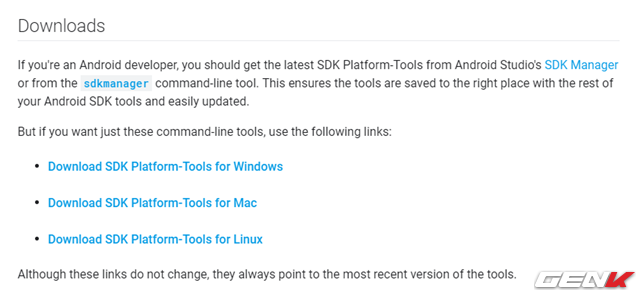 Downloads
If you're an Android developer, you should get the latest SDK Platform-Tools from Android Studio's SDK Manager
or from the sdkmanager command-line tool. This ensures the tools are saved to the right place with the rest of
your Android SDK tools and easily updated.
But if you want just these command-line tools, use the following links:
• Download SDK Platform-Tools for Windows
• Download SDK Platform-Tools for Mac
• Download SDK Platform-Tools for Linux
Although these links do not change, they always point to the most recent version of the tools.
GENK